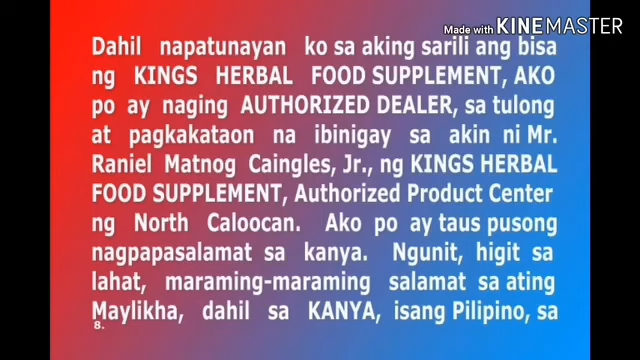 Made with KINEMASTER
Dahil napatunayan ko sa aking sarili ang bisa
ng KINGS HERBAL FOOD SUPPLEMENT, AKO
po ay naging AUTHORIZED DEALER, sa tulong
at pagkakataon na ibinigay sa akin ni Mr.
Raniel Matnog Caingles, Jr., ng KINGS HERBAL
FOOD SUPPLEMENT, Authorized Product Center
ng North Caloocan. Ako po ay taus pusong
nagpapasalamat sa kanya. Ngunit, higit sa
lahat, maraming-maraming salamat sa ating
Maylikha, dahil sa KANYA, isang Pilipino, sa
8.